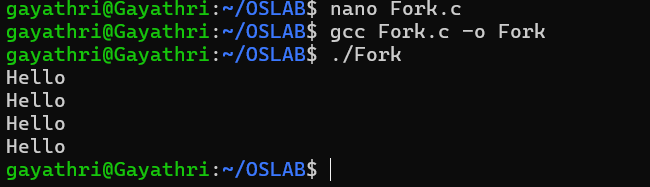 gayathri@Gayathri:~/OSLAB$ nano Fork.c
gayathri@Gayathri:~/OSLAB$ gcc Fork.c -o Fork
gayathri@Gayathri:~/OSLAB$ ./Fork
Hello
Hello
Hello
Hello
gayathri@Gayathri:~/OSLAB$